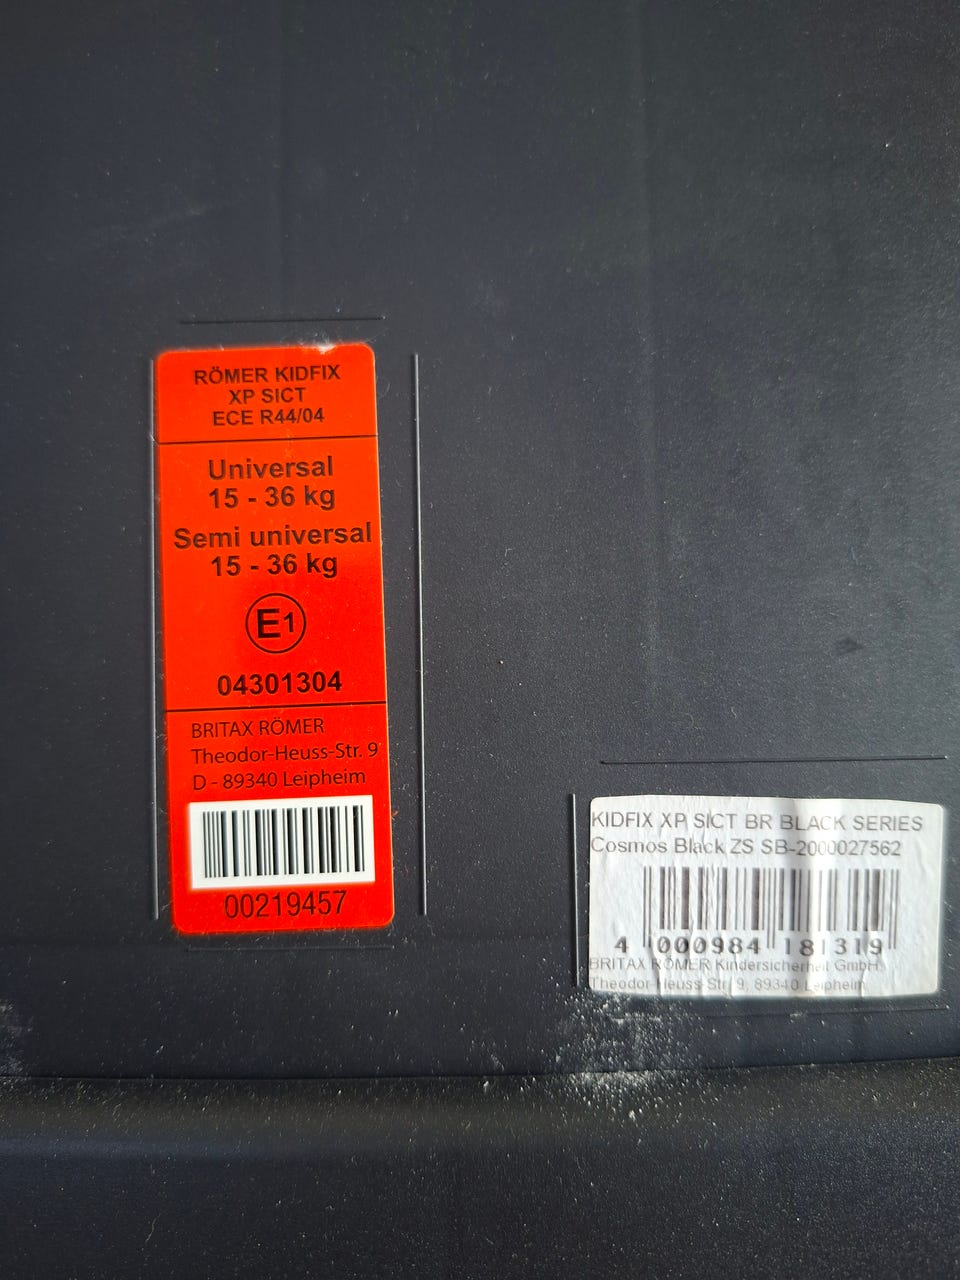 RÖMER KIDFIX
XP SICT
ECE R44/04
Universal
15 - 36 kg
Semi universal
15 - 36 kg
E1
04301304
BRITAX RÖMER
Theodor-Heuss-Str. 9
D - 89340 Leipheim
00219457
KIDFIX XP SICT BR BLACK SERIES
Cosmos Black ZS SB-2000027562
4 000984 181319
BRITAX RÖMER Kindersicherheit GmbH
Theodor-Heuss-Str. 9, 89340 Leipheim